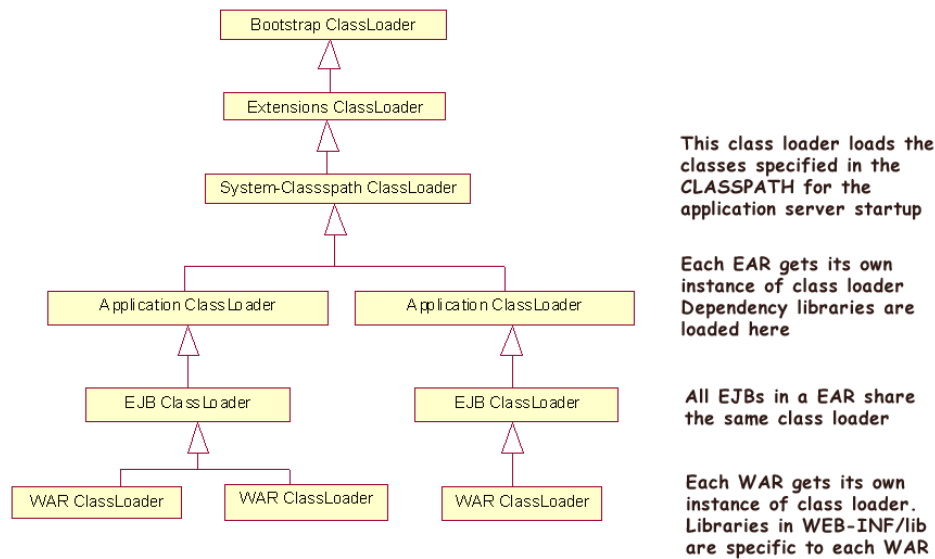 Bootstrap ClassLoader
Extensions ClassLoader
System-Classspath ClassLoader
This class loader loads the
classes specified in the
CLASSPATH for the
application server startup
Application ClassLoader
Application ClassLoader
Each EAR gets its own
instance of class loader
Dependency libraries are
loaded here
EJB ClassLoader
EJB ClassLoader
All EJBs in a EAR share
the same class loader
WAR ClassLoader
WAR ClassLoader
WAR ClassLoader
Each WAR gets its own
instance of class loader.
Libraries in WEB-INF/lib
are specific to each WAR